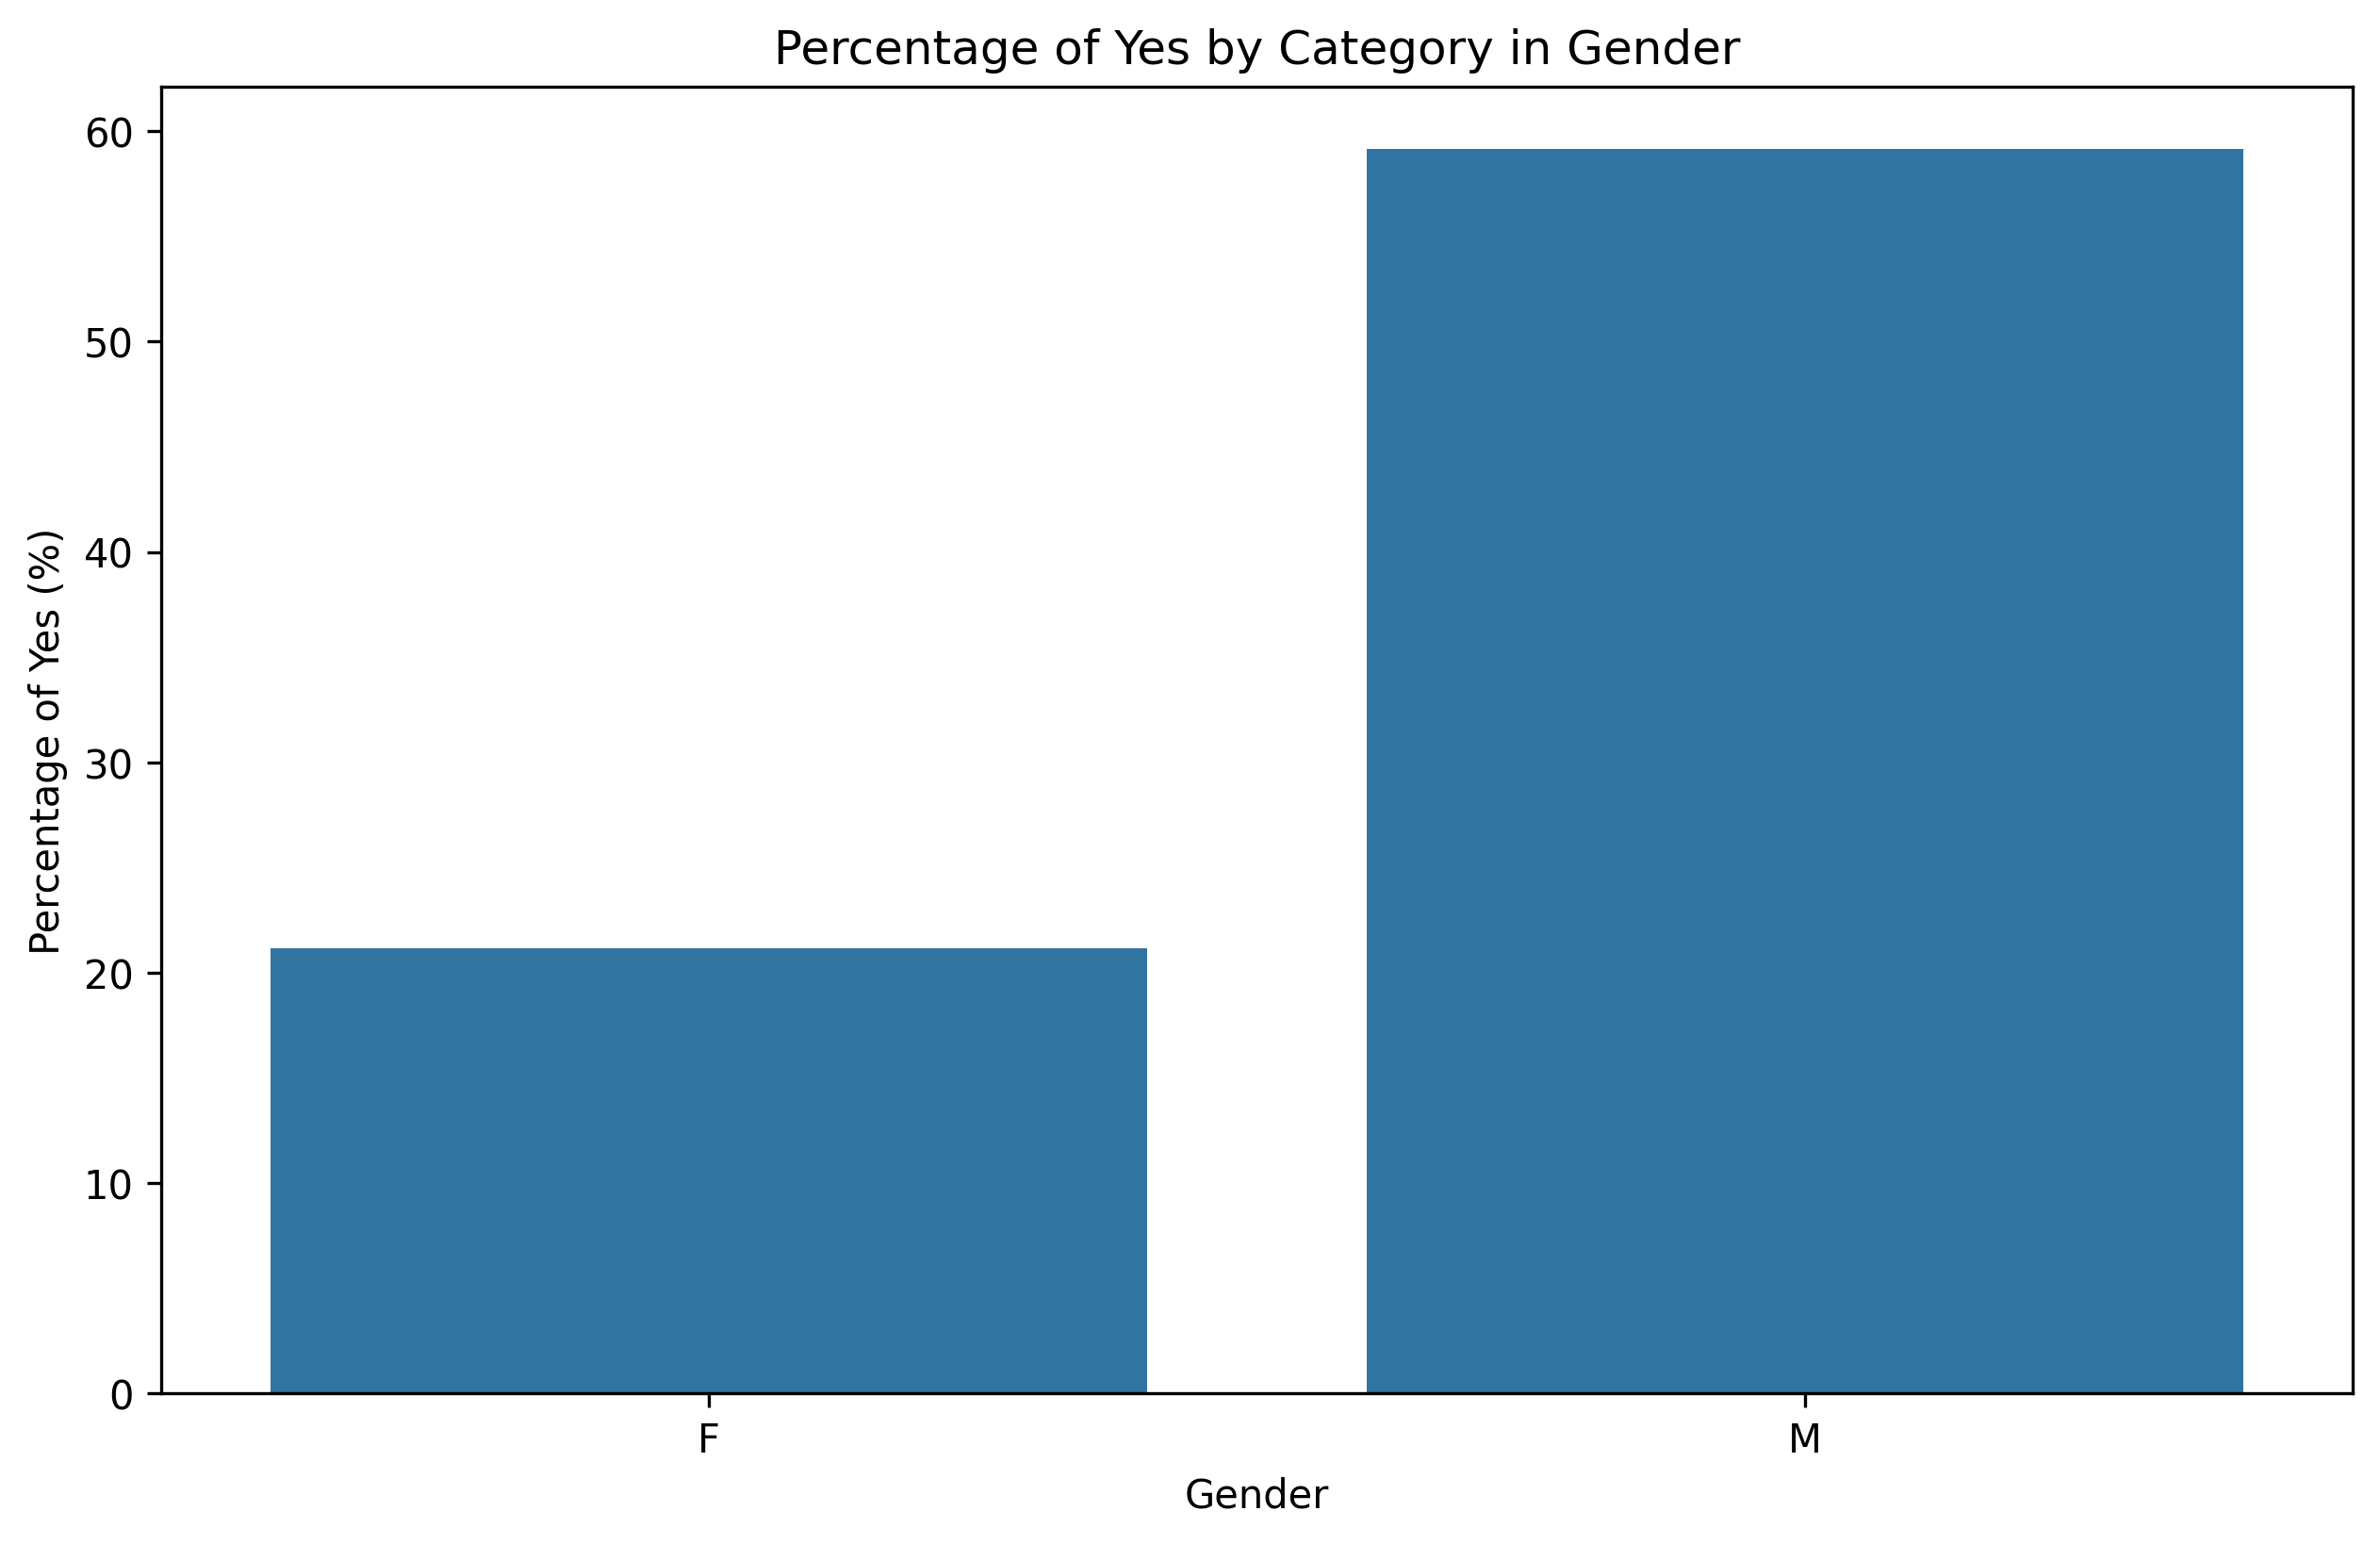 Percentage of Yes by Category in Gender
Percentage of Yes (%)
60
50
40
30
20
10
0
F
M
Gender